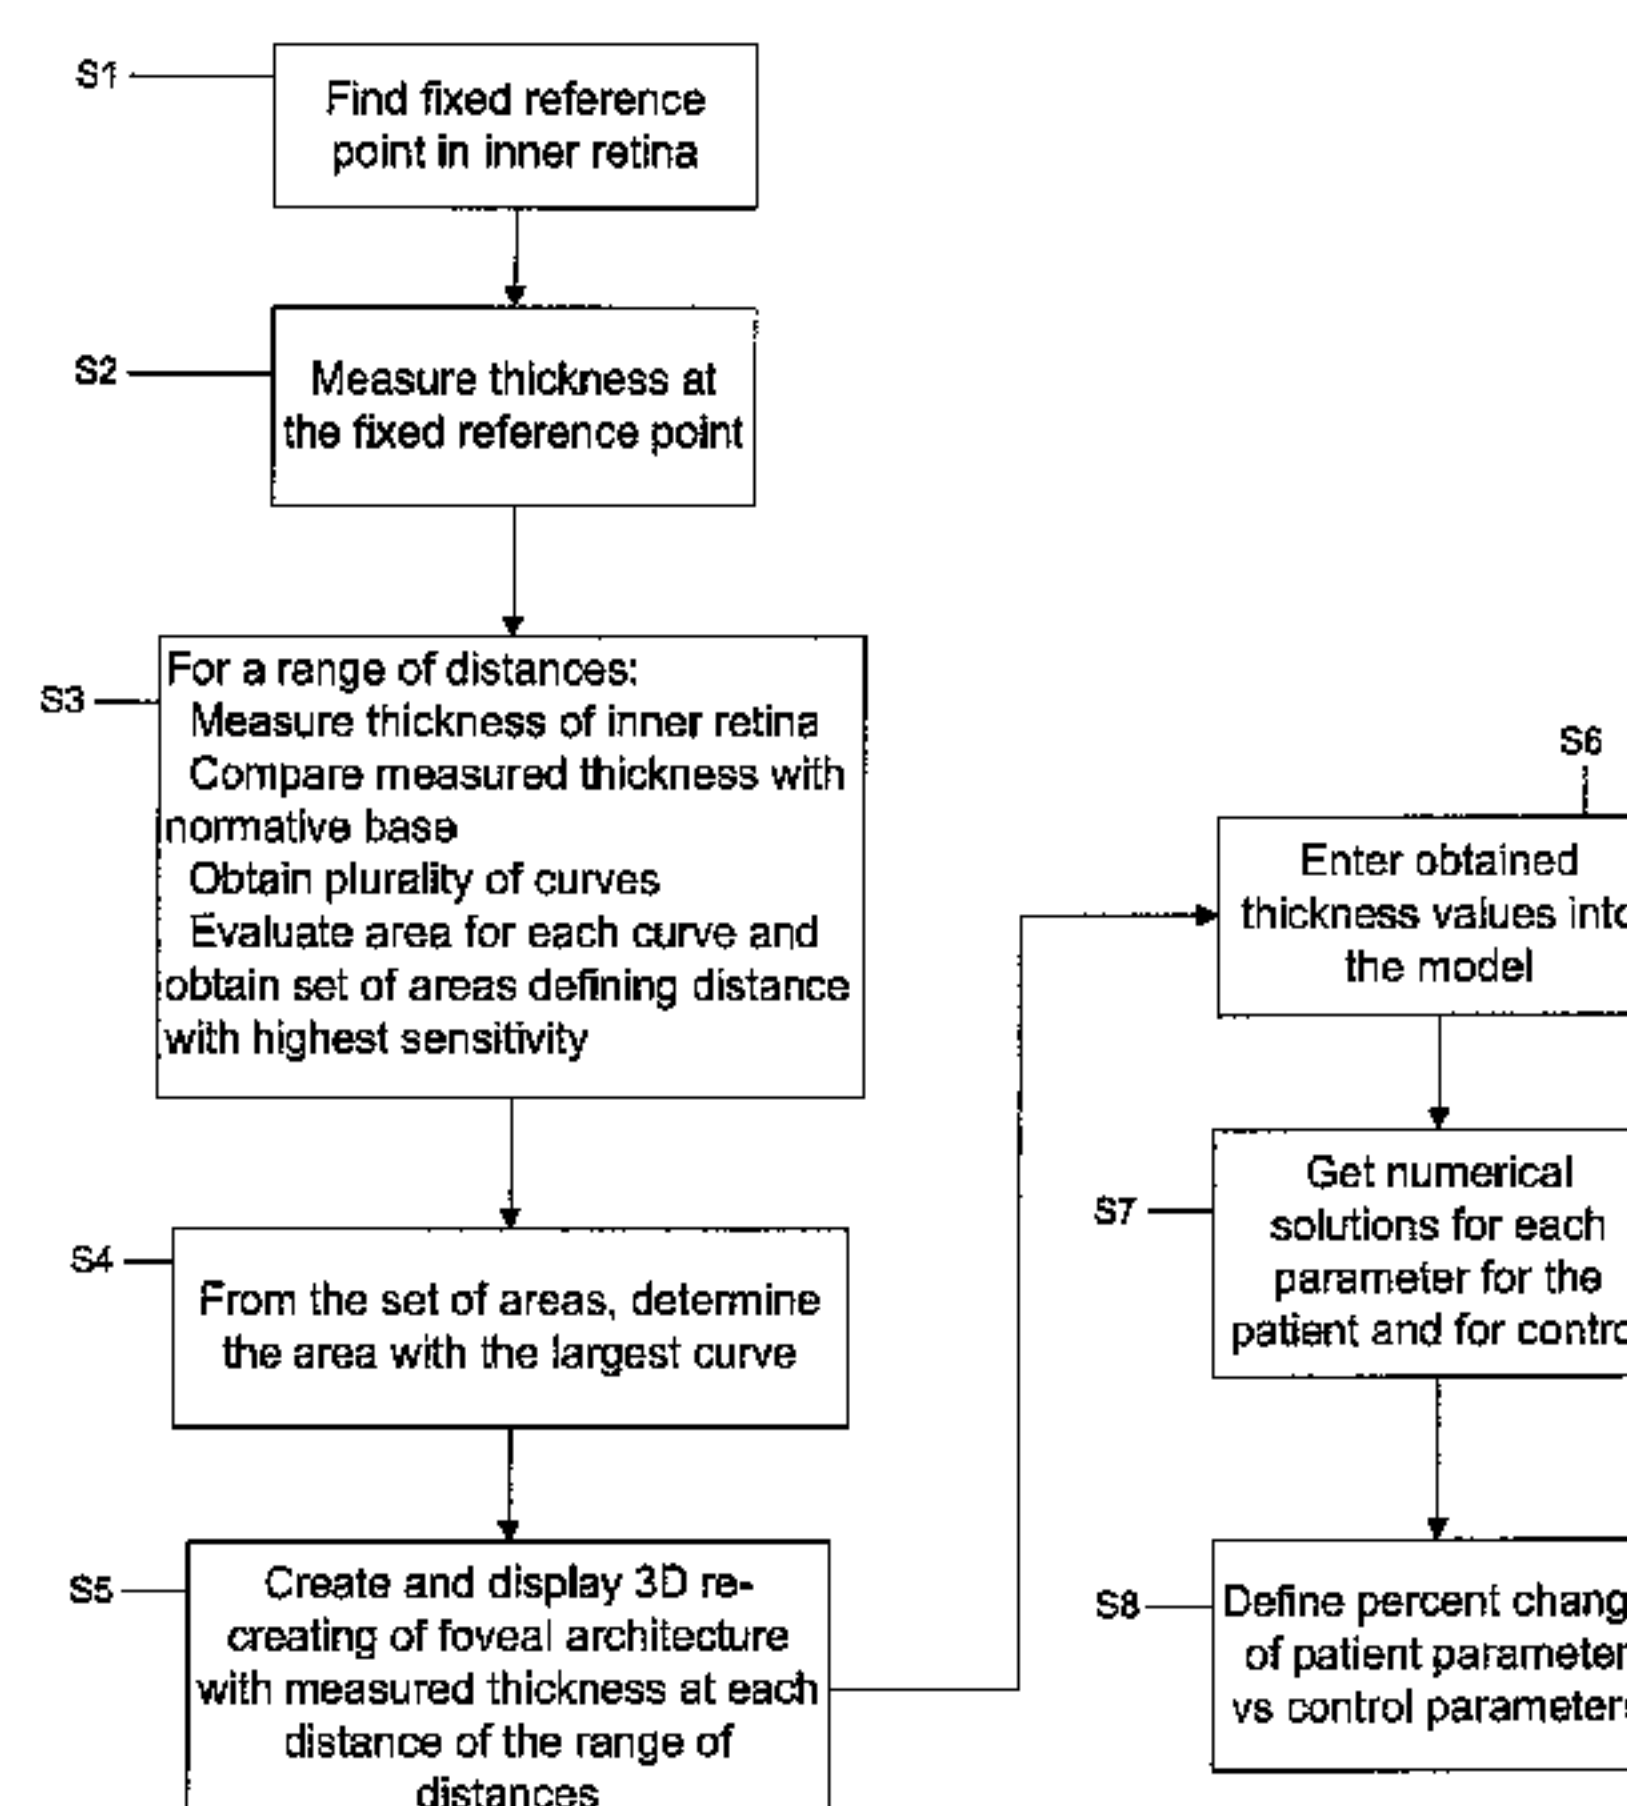 S1
Find fixed reference
point in inner retina
S2
Measure thickness at
the fixed reference point
S3
For a range of distances:
Measure thickness of inner retina
Compare measured thickness with
normative base
Obtain plurality of curves
Evaluate area for each curve and
obtain set of areas defining distance
with highest sensitivity
S4
From the set of areas, determine
the area with the largest curve
S5
Create and display 3D re-
creating of foveal architecture
with measured thickness at each
distance of the range of
distances
S6
Enter obtained
thickness values into
the model
S7
Get numerical
solutions for each
parameter for the
patient and for contro
S8
Define percent chang
of patient parameter
vs control parameters